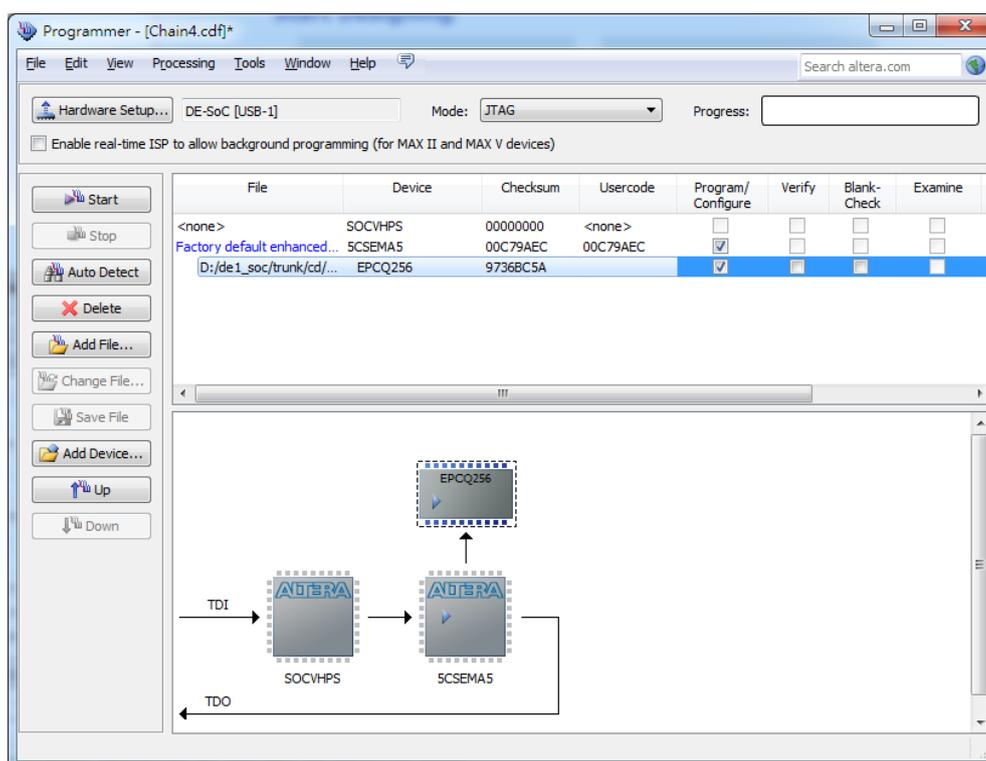 Programmer - [Chain4.cdf]*
File Edit View Processing Tools Window Help
Search altera.com
Hardware Setup... DE-SoC [USB-1] Mode: JTAG Progress:
Enable real-time ISP to allow background programming (for MAX II and MAX V devices)
File Device Checksum Usercode Program/ Verify Blank- Examine
Configure Check
Start
<none> SOCVHPS 00000000 <none>
Stop
Factory default enhanced... 5CSEMA5 00C79AEC 00C79AEC
D:/de1_soc/trunk/cd/... EPCQ256 9736BC5A
Auto Detect
Delete
Add File...
Change File...
Save File
Add Device...
Up
Down
EPCQ256
ALTERA ALTERA
TDI
SOCVHPS 5CSEMA5
TDO